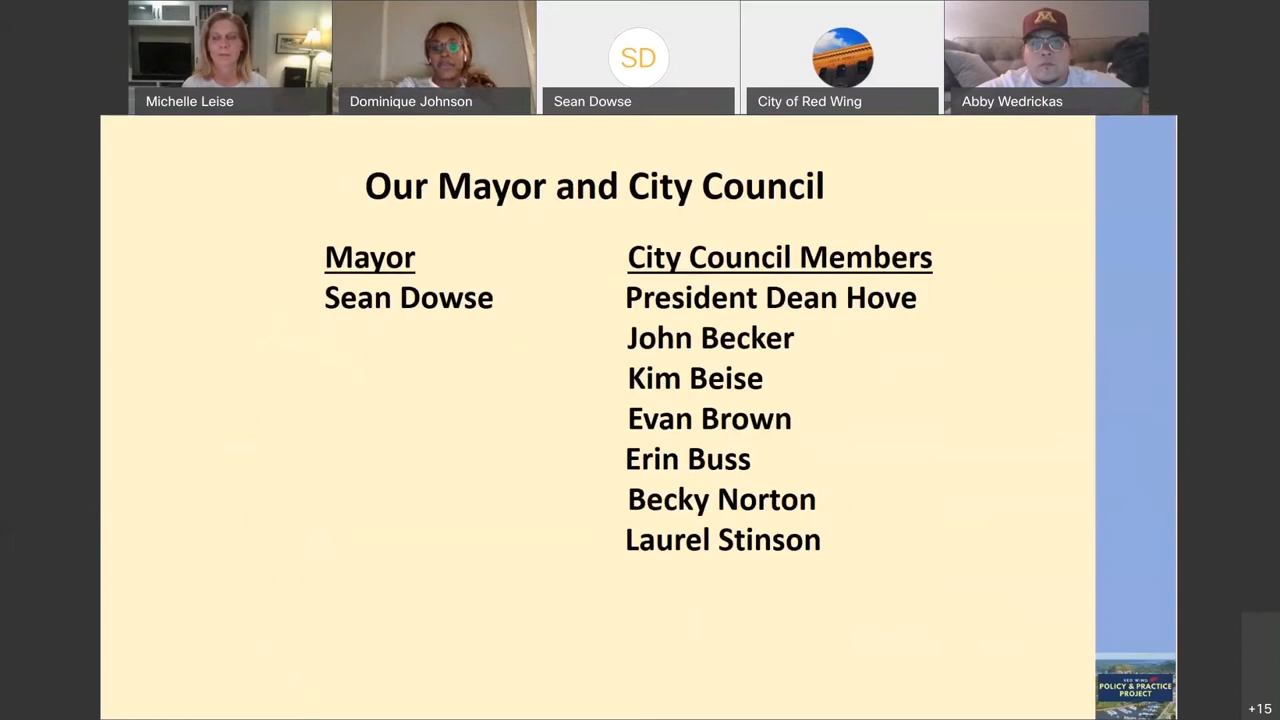 SD
Michelle Leise
Dominique Johnson
Sean Dowse
City of Red Wing
Abby Wedrickas
Our Mayor and City Council
Mayor
Sean Dowse
City Council Members
President Dean Hove
John Becker
Kim Beise
Evan Brown
Erin Buss
Becky Norton
Laurel Stinson
RED WING
POLICY & PRACTICE
PROJECT
+15